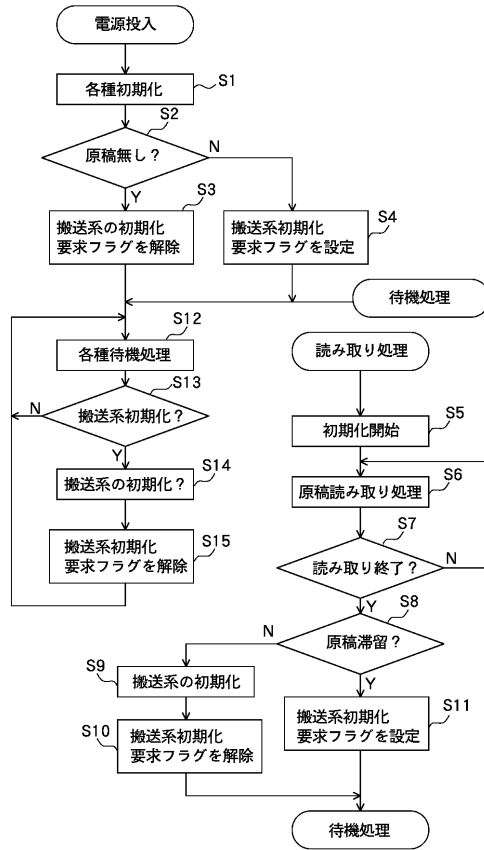 電源投入
各種初期化
S1
S2
原稿無し？
N
Y
S3
搬送系の初期化
要求フラグを解除
S4
搬送系初期化
要求フラグを設定
待機処理
S12
各種待機処理
S13
搬送系初期化？
N
Y
S14
搬送系の初期化？
S15
搬送系初期化
要求フラグを解除
読み取り処理
S5
初期化開始
S6
原稿読み取り処理
S7
読み取り終了？
N
Y
S8
原稿滞留？
N
Y
S9
搬送系の初期化
S10
搬送系初期化
要求フラグを解除
S11
搬送系初期化
要求フラグを設定
待機処理